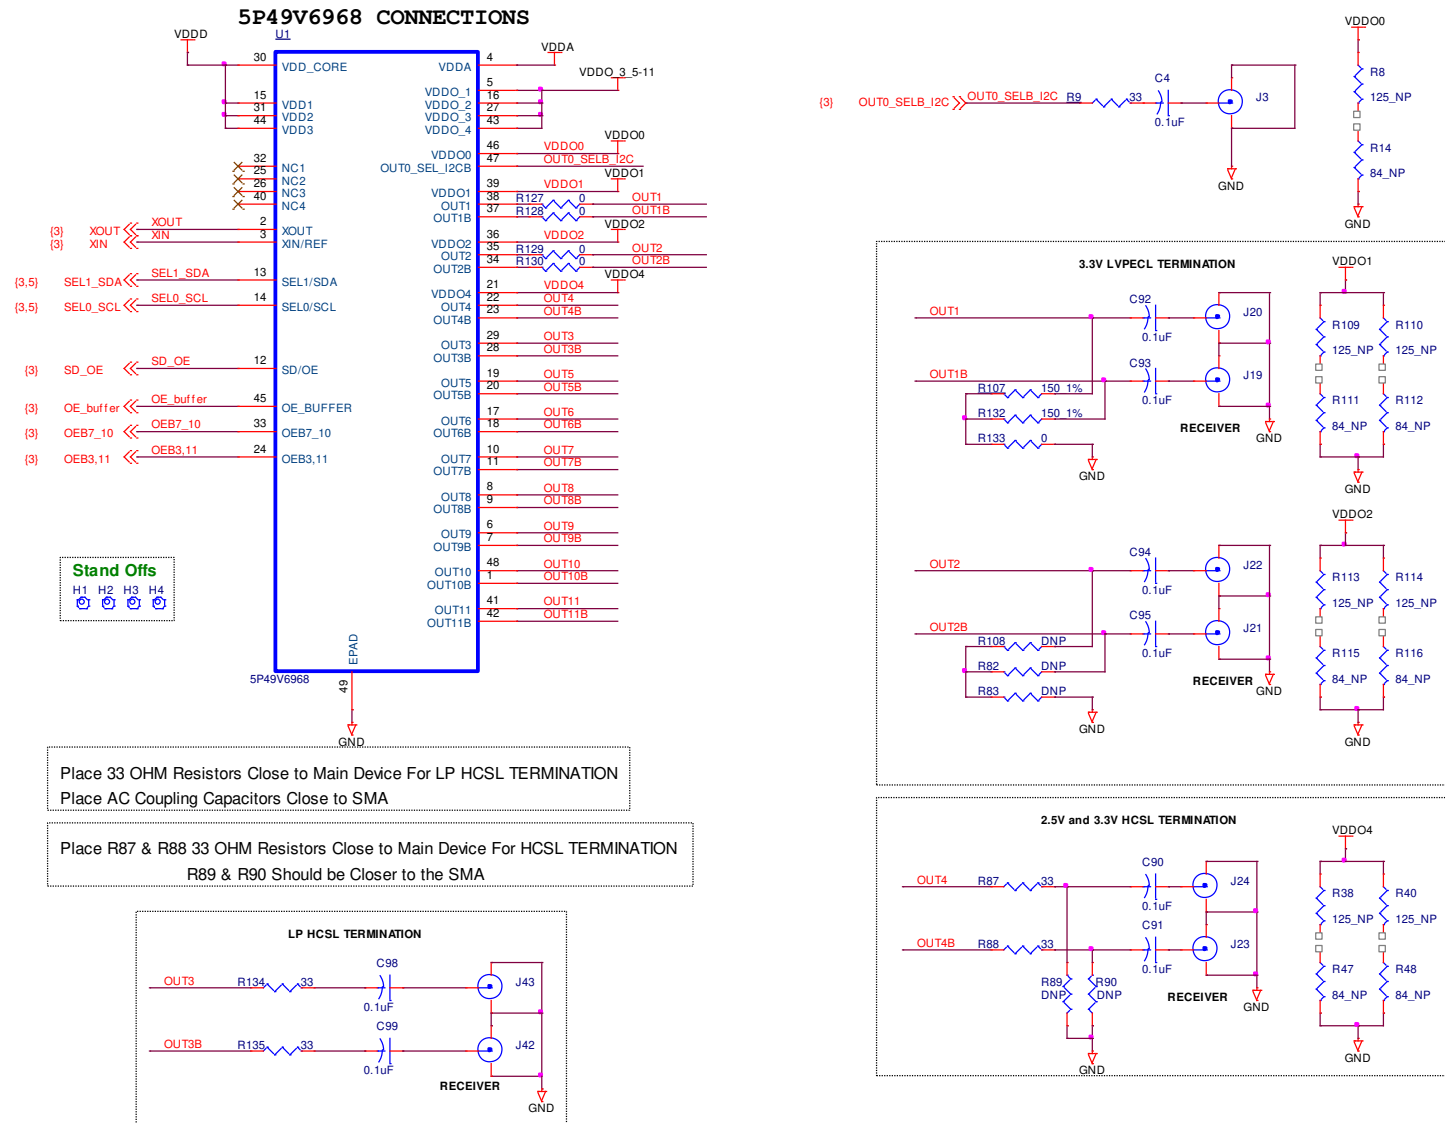 5P49V6968 CONNECTIONS
U1
VDDD
30
VDD_CORE
15
VDD1
31
VDD2
44
VDD3
32
NC1
25
NC2
26
NC3
40
NC4
{3} XOUT XOUT 2 XOUT
{3} XIN XIN 3 XIN/REF
{3,5} SEL1_SDA SEL1_SDA 13 SEL1/SDA
{3,5} SEL0_SCL SEL0_SCL 14 SEL0/SCL
{3} SD_OE SD_OE 12 SD/OE
{3} OE_buffer OE_buffer 45 OE_BUFFER
{3} OEB7_10 OEB7_10 33 OEB7_10
{3} OEB3,11 OEB3,11 24 OEB3,11
VDDA 4 VDDA
VDDO_1 5 VDDO_3_5-11
VDDO_2 16
VDDO_3 27
VDDO_4 43
VDDO0 46 VDDO0 VDDO0
OUT0_SEL_I2CB 47 OUT0_SELB_I2C
VDDO1 39 VDDO1 VDDO1
OUT1 38 R127 0 OUT1
OUT1B 37 R128 0 OUT1B
VDDO2 36 VDDO2 VDDO2
OUT2 35 R129 0 OUT2
OUT2B 34 R130 0 OUT2B
VDDO4 21 VDDO4 VDDO4
OUT4 22 OUT4
OUT4B 23 OUT4B
OUT3 29 OUT3
OUT3B 28 OUT3B
OUT5 19 OUT5
OUT5B 20 OUT5B
OUT6 17 OUT6
OUT6B 18 OUT6B
OUT7 10 OUT7
OUT7B 11 OUT7B
OUT8 8 OUT8
OUT8B 9 OUT8B
OUT9 6 OUT9
OUT9B 7 OUT9B
OUT10 48 OUT10
OUT10B 1 OUT10B
OUT11 41 OUT11
OUT11B 42 OUT11B
EPAD
49
5P49V6968
GND
Stand Offs
H1 H2 H3 H4
Place 33 OHM Resistors Close to Main Device For LP HCSL TERMINATION
Place AC Coupling Capacitors Close to SMA
Place R87 & R88 33 OHM Resistors Close to Main Device For HCSL TERMINATION
R89 & R90 Should be Closer to the SMA
LP HCSL TERMINATION
OUT3 R134 33 C98 0.1uF J43
OUT3B R135 33 C99 0.1uF J42
RECEIVER
GND
{3} OUT0_SELB_I2C OUT0_SELB_I2C R9 33 C4 0.1uF J3
GND
VDDO0
R8
125_NP
R14
84_NP
GND
3.3V LVPECL TERMINATION
OUT1 C92 0.1uF J20
OUT1B C93 0.1uF J19
R107 150 1%
R132 150 1%
R133 0
GND
RECEIVER
GND
VDDO1
R109 R110
125_NP 125_NP
R111 R112
84_NP 84_NP
GND
OUT2 C94 0.1uF J22
OUT2B C95 0.1uF J21
R108 DNP
R82 DNP
R83 DNP
GND
RECEIVER
GND
VDDO2
R113 R114
125_NP 125_NP
R115 R116
84_NP 84_NP
GND
2.5V and 3.3V HCSL TERMINATION
OUT4 R87 33 C90 0.1uF J24
OUT4B R88 33 C91 0.1uF J23
R89 R90
DNP DNP
GND
RECEIVER
GND
VDDO4
R38 R40
125_NP 125_NP
R47 R48
84_NP 84_NP
GND